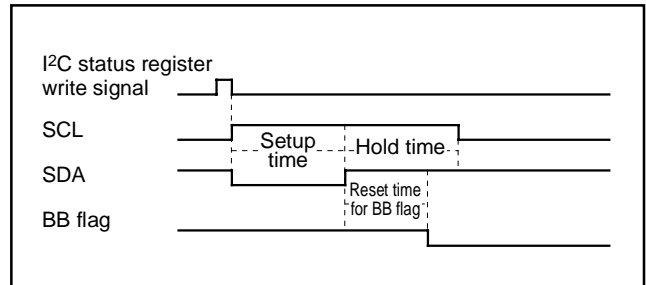 I2C status register
write signal
SCL
Setup
time
Hold time
SDA
Reset time
for BB flag
BB flag